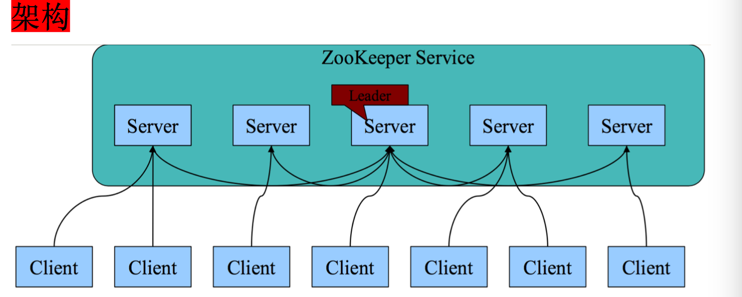 架构
ZooKeeper Service
Leader
Server Server Server Server Server
Client Client Client Client Client Client Client